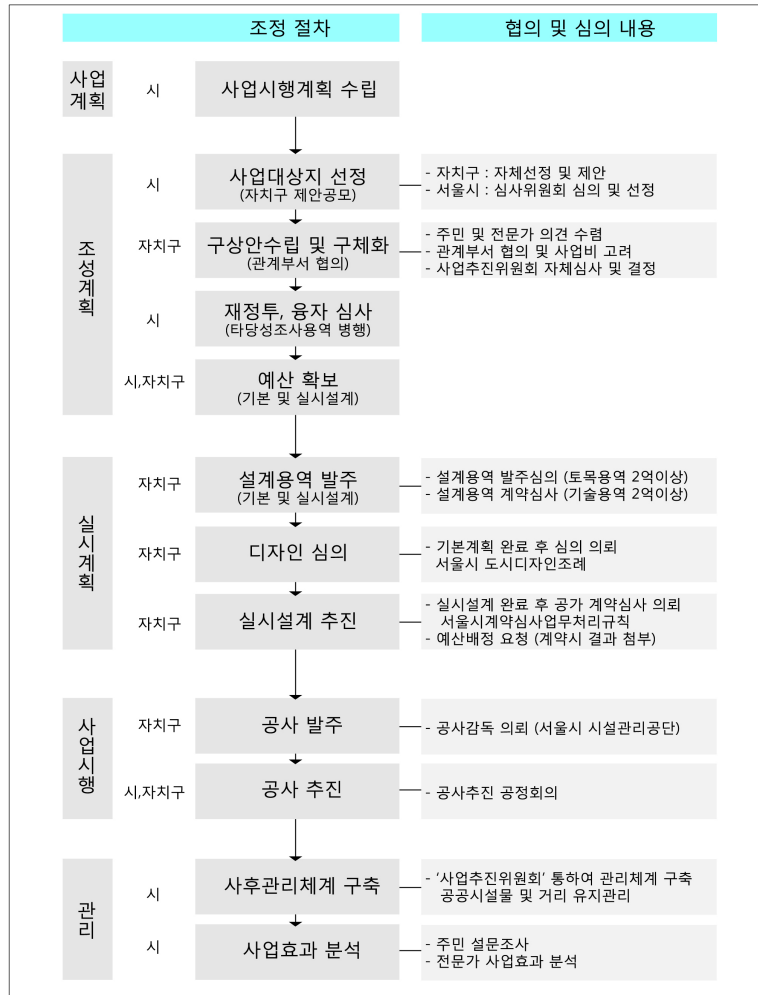 조정 절차
협의 및 심의 내용
사업
계획
시
사업시행계획 수립
조성계획
시
사업대상지 선정
(자치구 제안공모)
- 자치구 : 자체선정 및 제안
- 서울시 : 심사위원회 심의 및 선정
자치구
구상안수립 및 구체화
(관계부서 협의)
- 주민 및 전문가 의견 수렴
- 관계부서 협의 및 사업비 고려
- 사업추진위원회 자체심사 및 결정
시
재정투, 융자 심사
(타당성조사용역 병행)
시,자치구
예산 확보
(기본 및 실시설계)
실시계획
자치구
설계용역 발주
(기본 및 실시설계)
- 설계용역 발주심의 (토목용역 2억이상)
- 설계용역 계약심사 (기술용역 2억이상)
자치구
디자인 심의
- 기본계획 완료 후 심의 의뢰
서울시 도시디자인조례
자치구
실시설계 추진
- 실시설계 완료 후 공가 계약심사 의뢰
서울시계약심사업무처리규칙
- 예산배정 요청 (계약시 결과 첨부)
사업시행
자치구
공사 발주
- 공사감독 의뢰 (서울시 시설관리공단)
시,자치구
공사 추진
- 공사추진 공정회의
관리
시
사후관리체계 구축
- ‘사업추진위원회’ 통하여 관리체계 구축
공공시설물 및 거리 유지관리
시
사업효과 분석
- 주민 설문조사
- 전문가 사업효과 분석